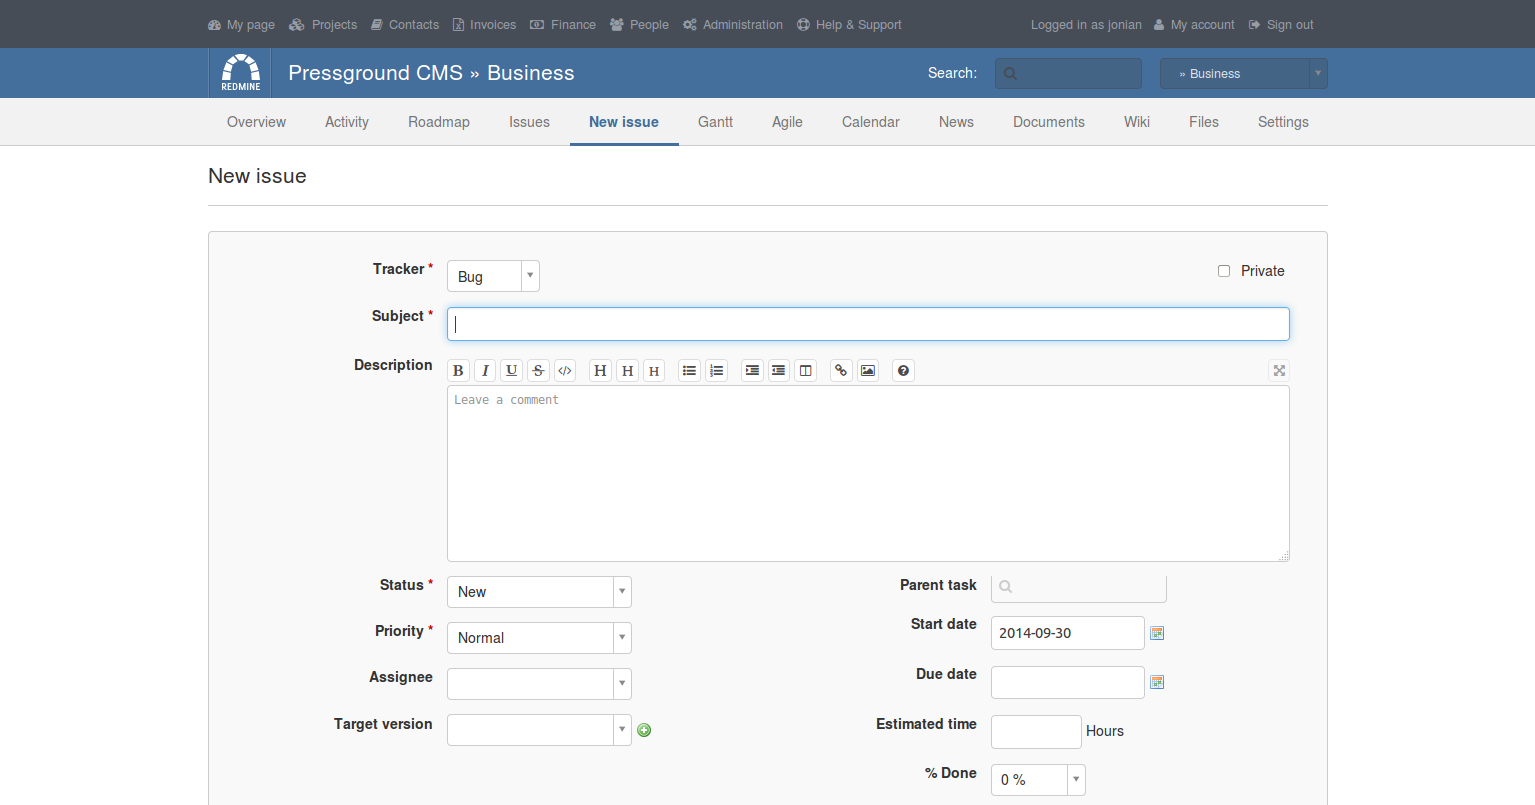 My page Projects Contacts Invoices Finance People Administration Help & Support Logged in as jonian My account Sign out
REDMINE
Pressground CMS » Business Search: » Business
Overview Activity Roadmap Issues New issue Gantt Agile Calendar News Documents Wiki Files Settings
New issue
Tracker * Bug Private
Subject *
Description B I U S </> H H H
Leave a comment
Status * New Parent task
Priority * Normal Start date 2014-09-30
Assignee Due date
Target version Estimated time Hours
% Done 0 %